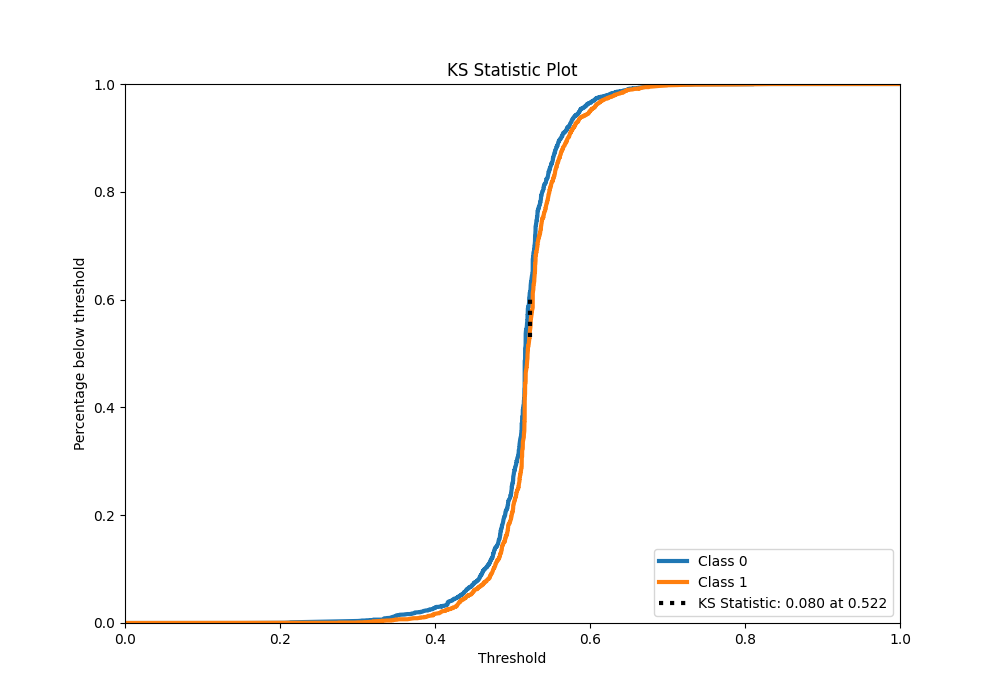 KS Statistic Plot
1.0
0.8
0.6
0.4
0.2
0.0
Percentage below threshold
0.0 0.2 0.4 0.6 0.8 1.0
Threshold
Class 0
Class 1
KS Statistic: 0.080 at 0.522